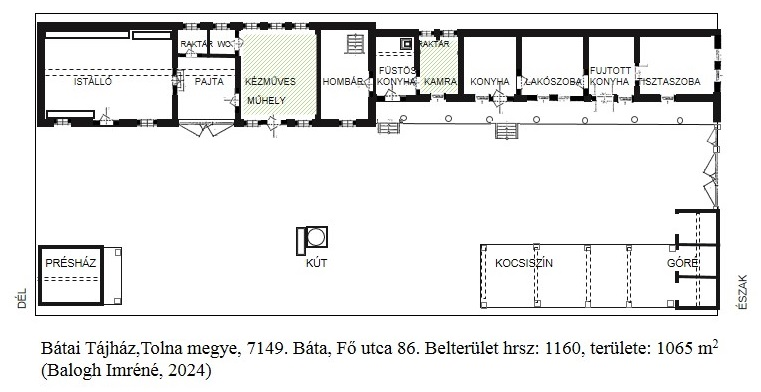 RAKTÁR WC. RAKTÁR
ISTÁLLÓ PAJTA KÉZMŰVES MŰHELY HOMBÁR FÜSTÖS KONYHA KAMRA KONYHA LAKÓSZOBA FUJTOTT KONYHA TISZTASZOBA
PRÉSHÁZ KÚT KOCSISZÍN GÓRÉ
DÉL ÉSZAK
Bátai Tájház,Tolna megye, 7149. Báta, Fő utca 86. Belterület hrsz: 1160, területe: 1065 m²
(Balogh Imréné, 2024)